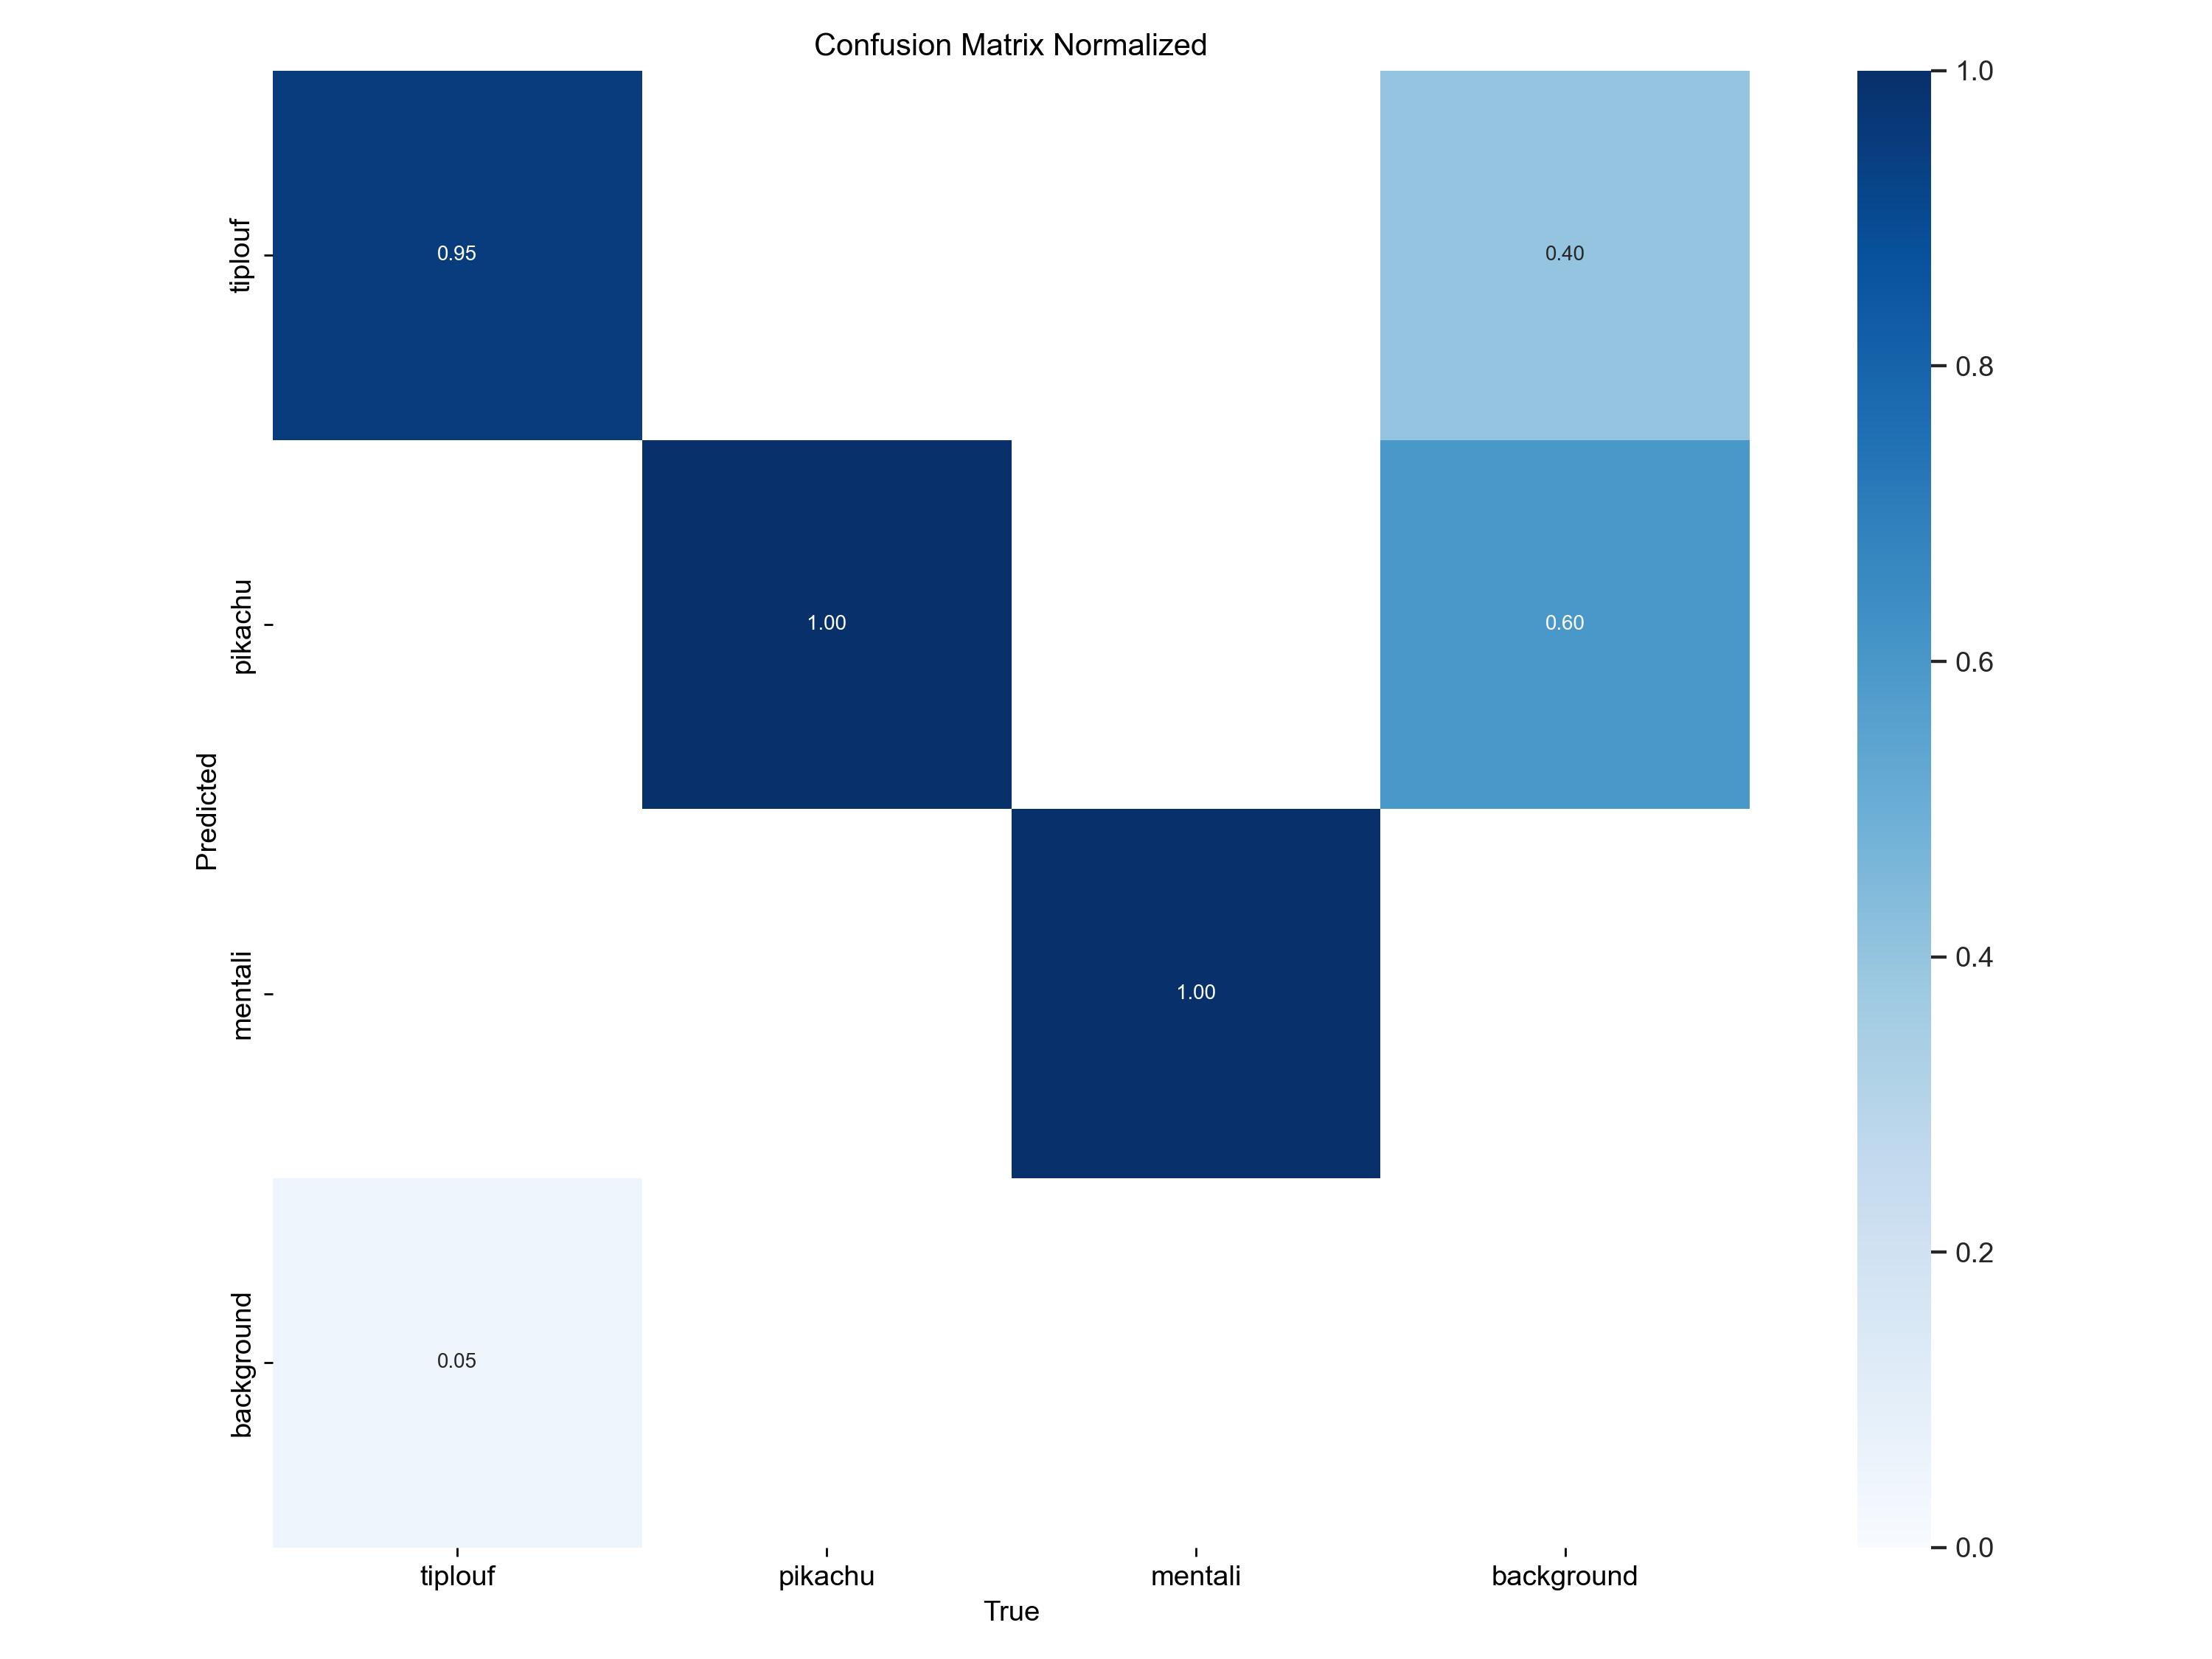 Confusion Matrix Normalized
tiplouf
0.95
0.40
pikachu
1.00
0.60
mentali
1.00
background
0.05
Predicted
tiplouf
pikachu
mentali
background
True
1.0
0.8
0.6
0.4
0.2
0.0